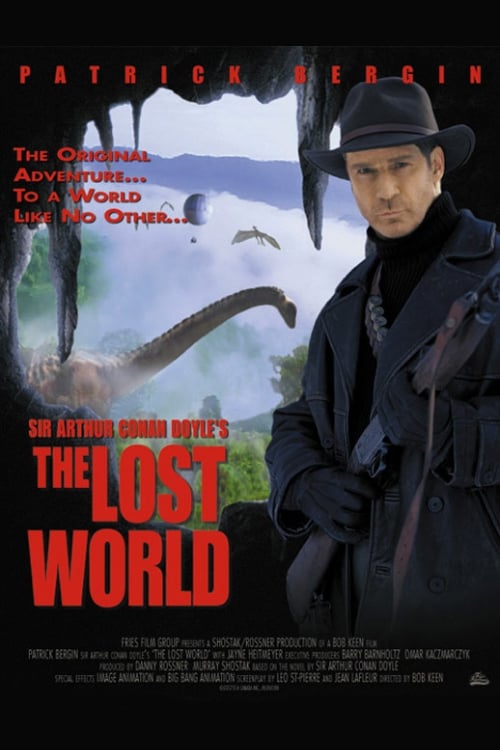 PATRICK BERGIN
THE ORIGINAL
ADVENTURE...
TO A WORLD
LIKE NO OTHER...
SIR ARTHUR CONAN DOYLE'S
THE LOST
WORLD
FRIES FILM GROUP PRESENTS A SHOSTAK/ROSSNER PRODUCTION OF A BOB KEEN FILM
PATRICK BERGIN SIR ARTHUR CONAN DOYLE'S "THE LOST WORLD" WITH JAYNE HEITMEYER EXECUTIVE PRODUCERS BARRY BARNHOLTZ OMAR KACZMARCZYK
PRODUCED BY DANNY ROSSNER MURRAY SHOSTAK BASED ON THE NOVEL BY SIR ARTHUR CONAN DOYLE
SPECIAL EFFECTS IMAGE ANIMATION AND BIG BANG ANIMATION SCREENPLAY BY LEO ST-PIERRE AND JEAN LAFLEUR DIRECTED BY BOB KEEN